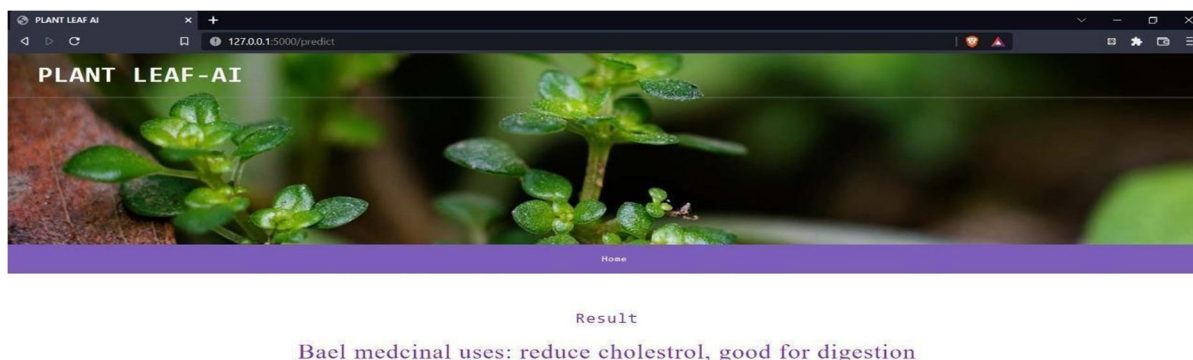 PLANT LEAF AI
127.0.0.1:5000/predict
PLANT LEAF-AI
Home
Result
Bael medcinal uses: reduce cholestrol, good for digestion